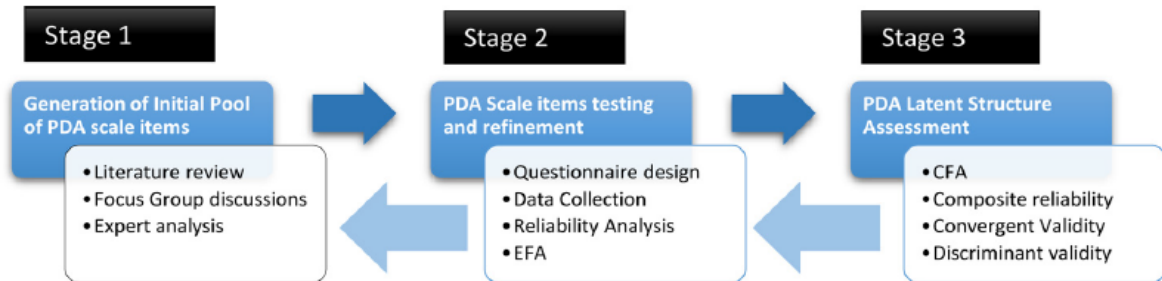 Stage 1
Generation of Initial Pool
of PDA scale items
•Literature review
•Focus Group discussions
•Expert analysis
Stage 2
PDA Scale items testing
and refinement
•Questionnaire design
•Data Collection
•Reliability Analysis
•EFA
Stage 3
PDA Latent Structure
Assessment
•CFA
•Composite reliability
•Convergent Validity
•Discriminant validity